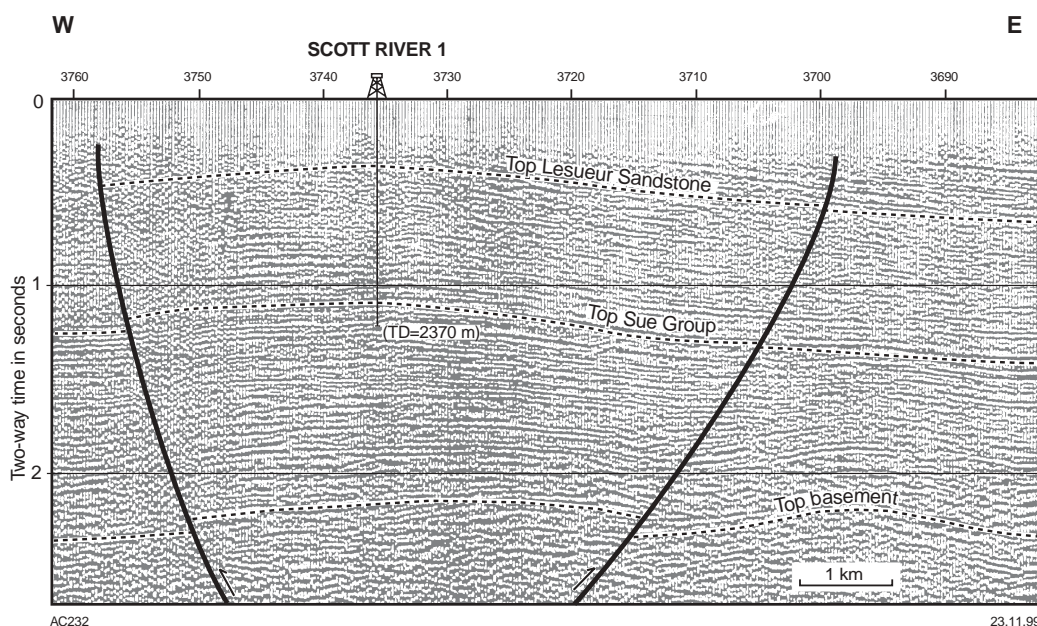 W
E
SCOTT RIVER 1
3760 3750 3740 3730 3720 3710 3700 3690
0
Top Lesueur Sandstone
1
Top Sue Group
(TD=2370 m)
Two-way time in seconds
2
Top basement
1 km
AC232
23.11.99